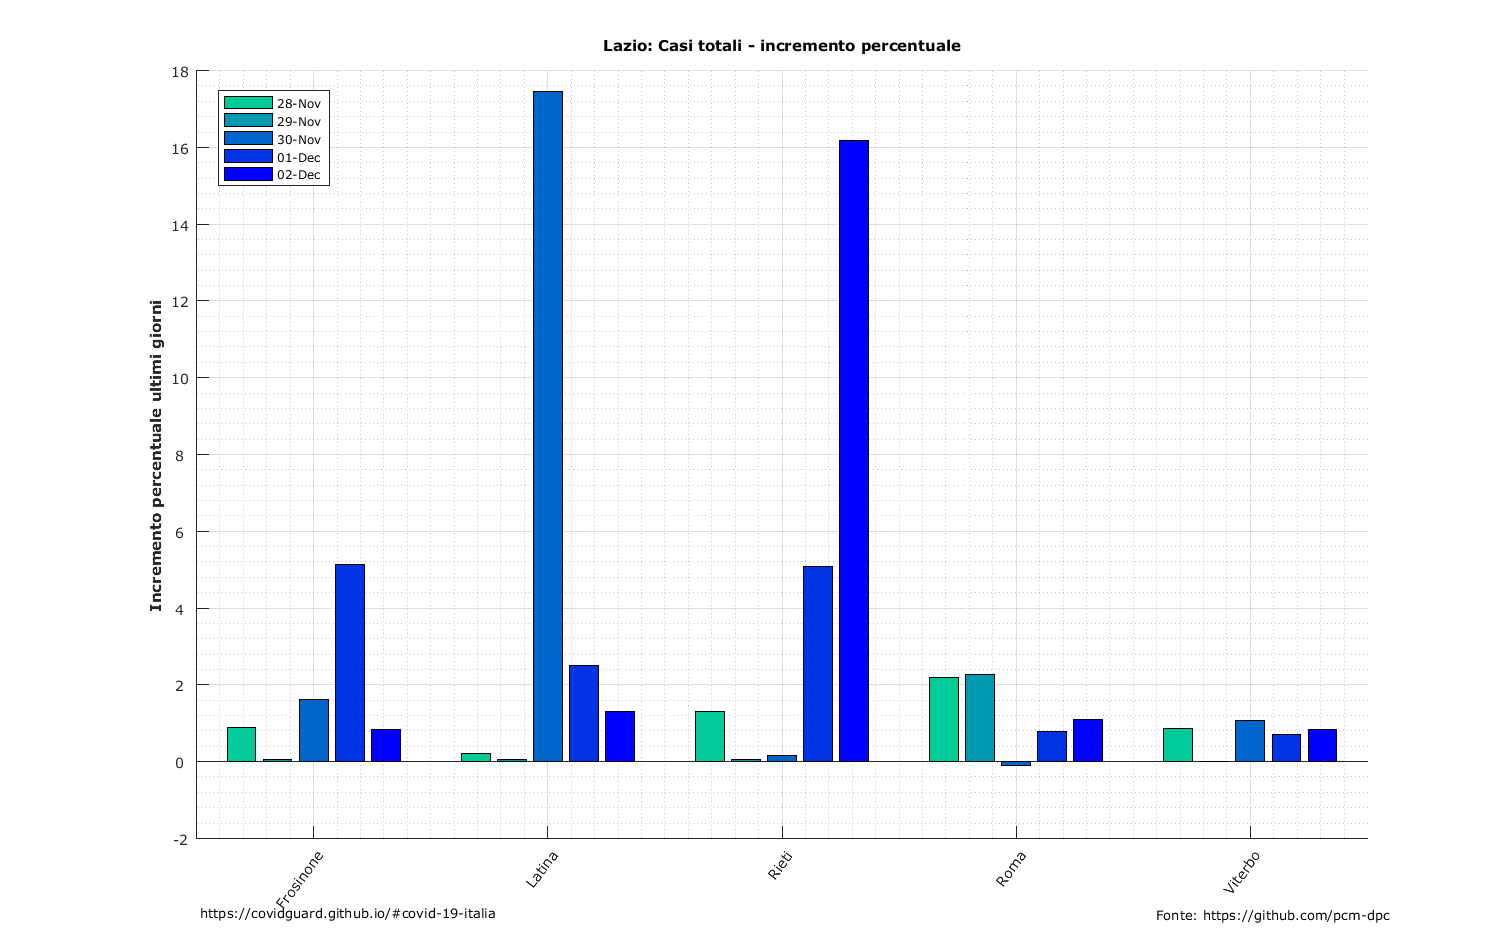 Lazio: Casi totali - incremento percentuale
Incremento percentuale ultimi giorni
18
16
14
12
10
8
6
4
2
0
-2
28-Nov
29-Nov
30-Nov
01-Dec
02-Dec
Frosinone
Latina
Rieti
Roma
Viterbo
https://covidguard.github.io/#covid-19-italia
Fonte: https://github.com/pcm-dpc